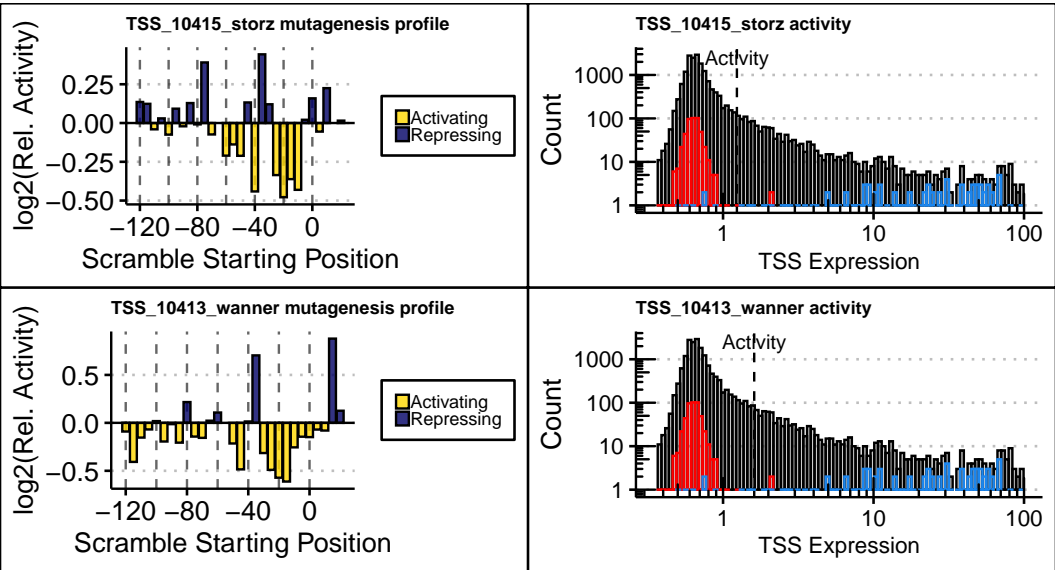 TSS_10415_storz mutagenesis profile
log2(Rel. Activity)
0.25
0.00
−0.25
−0.50
−120 −80 −40 0
Scramble Starting Position
Activating
Repressing
TSS_10415_storz activity
Activity
Count
1000
100
10
1
1 10 100
TSS Expression
TSS_10413_wanner mutagenesis profile
log2(Rel. Activity)
0.5
0.0
−0.5
−120 −80 −40 0
Scramble Starting Position
Activating
Repressing
TSS_10413_wanner activity
Activity
Count
1000
100
10
1
1 10 100
TSS Expression